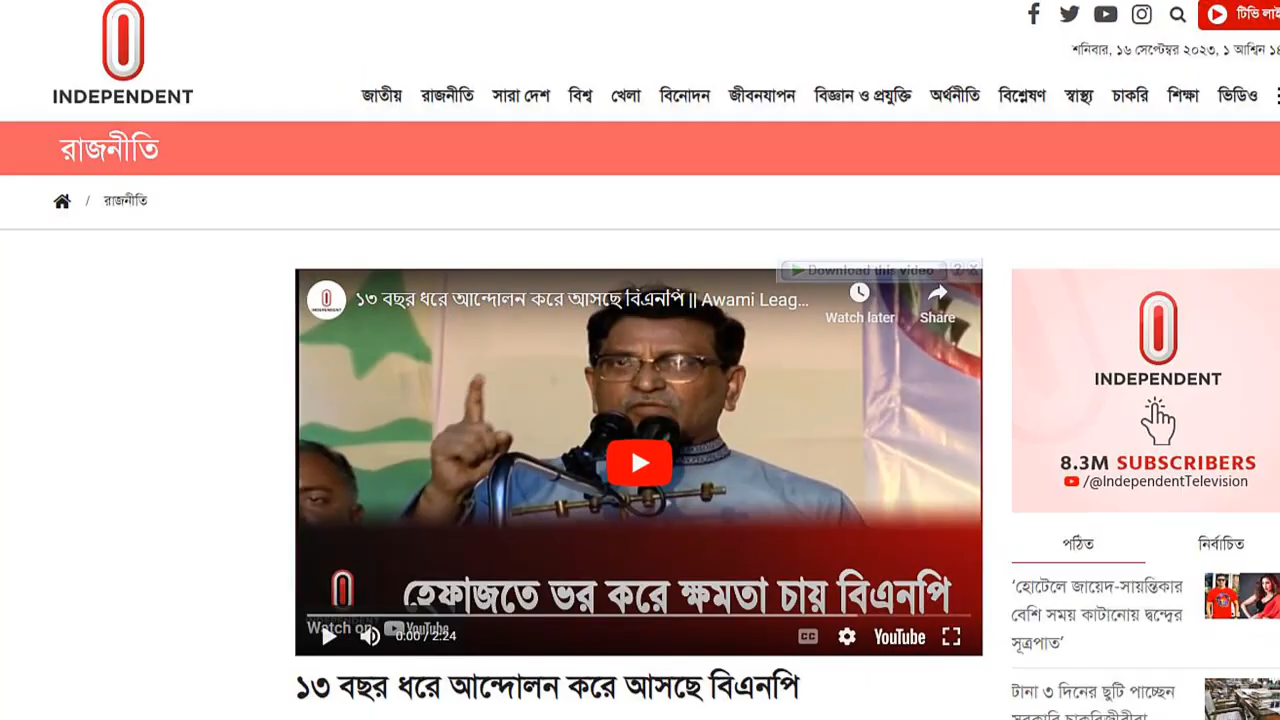 টিভি
শনিবার, ১৬ সেপ্টেম্বর ২০২৩, ১ আশ্বিন
INDEPENDENT
জাতীয় রাজনীতি সারা দেশ বিশ্ব খেলা বিনোদন জীবনযাপন বিজ্ঞান ও প্রযুক্তি অর্থনীতি বিশ্লেষণ স্বাস্থ্য চাকরি শিক্ষা ভিডিও
রাজনীতি
/ রাজনীতি
Download this video ? X
১৩ বছর ধরে আন্দোলন করে আসছে বিএনপি || Awami Leag...
Watch later Share
হেফাজতে ভর করে ক্ষমতা চায় বিএনপি
Watch on YouTube
0:00 / 2:24
CC YouTube
১৩ বছর ধরে আন্দোলন করে আসছে বিএনপি
INDEPENDENT
8.3M SUBSCRIBERS
/@IndependentTelevision
পঠিত নির্বাচিত
‘হোটেলে জায়েদ-সায়ন্তিকার
বেশি সময় কাটানোয় দ্বন্দ্বের
সূত্রপাত’
টানা ৩ দিনের ছুটি পাচ্ছেন
সরকারি চাকরিজীবীরা